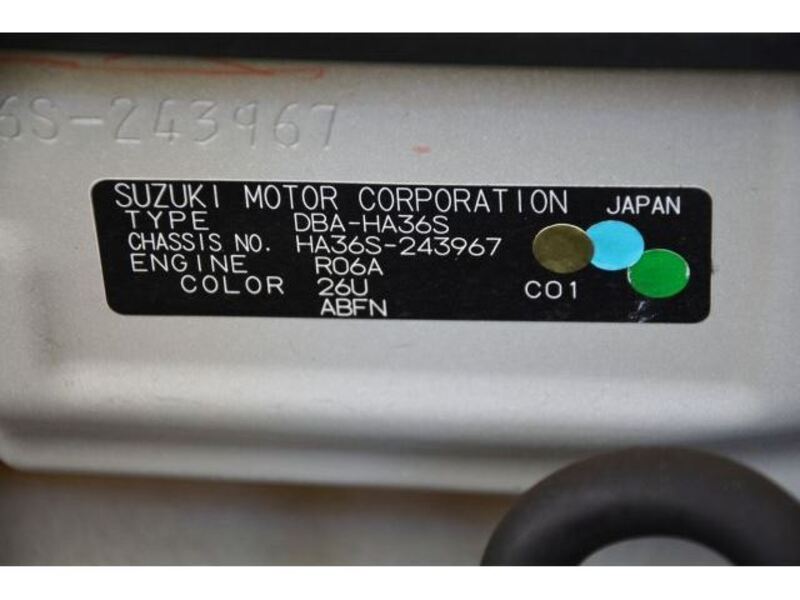 6S-243967
SUZUKI MOTOR CORPORATION JAPAN
TYPE DBA-HA36S
CHASSIS NO. HA36S-243967
ENGINE R06A
COLOR 26U C01
ABFN